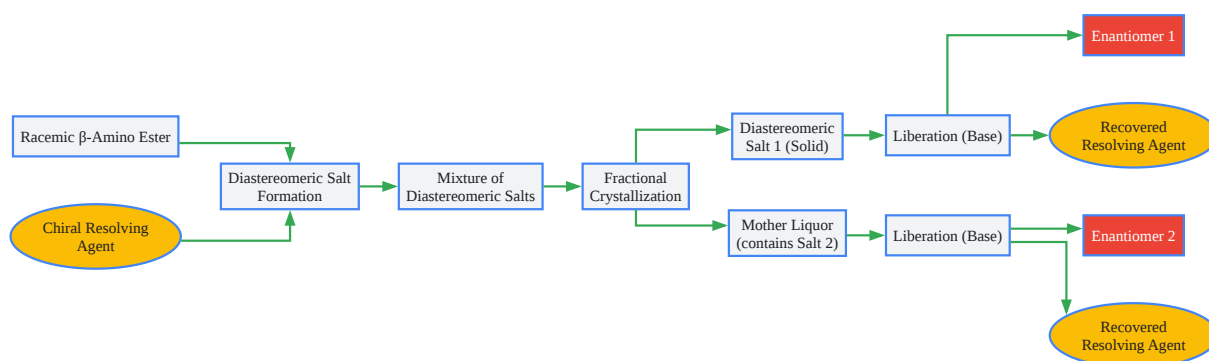 Racemic β-Amino Ester
Chiral Resolving
Agent
Diastereomeric Salt
Formation
Mixture of
Diastereomeric Salts
Fractional
Crystallization
Diastereomeric
Salt 1 (Solid)
Liberation (Base)
Enantiomer 1
Recovered
Resolving Agent
Mother Liquor
(contains Salt 2)
Liberation (Base)
Enantiomer 2
Recovered
Resolving Agent